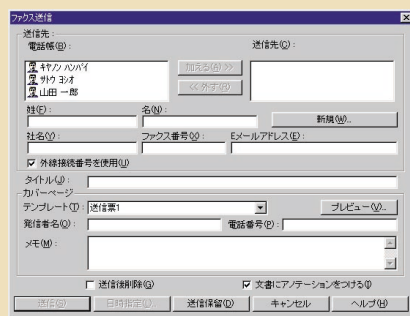 ファクス送信
送信先
電話帳(B):
送信先(C):
キヤノン ハンバイ
サトウ ヨシオ
山田 一郎
加える(A) >>
<< 外す(R)
姓(F):
名(N):
新規(W)...
社名(Y):
ファクス番号(X):
Eメールアドレス(E):
外線接続番号を使用(U)
タイトル(J):
カバーページ
テンプレート(T): 送信票1
プレビュー(V)...
発信者名(O):
電話番号(P):
メモ(M):
送信後削除(G)
文書にアノテーションをつける(I)
送信(S)
日時指定(L)...
送信保留(D)
キャンセル
ヘルプ(H)